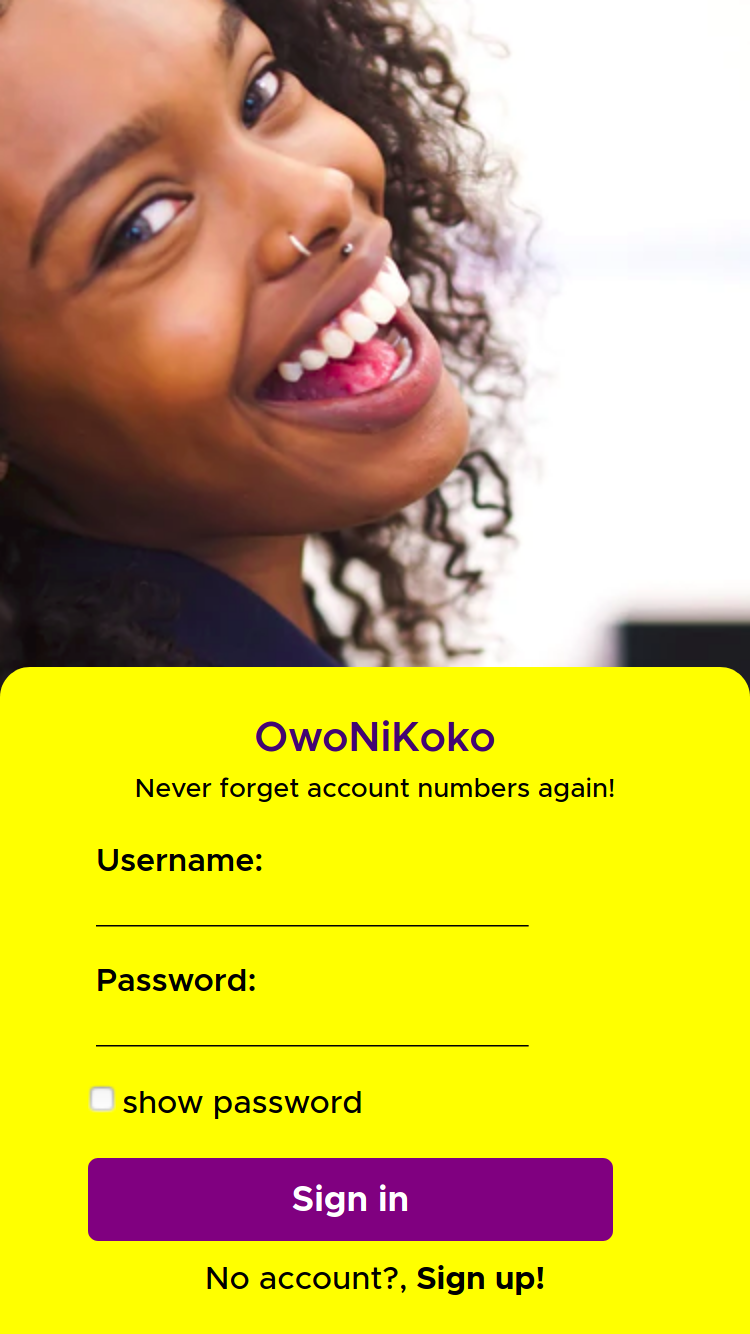 OwoNiKoko
Never forget account numbers again!
Username:
Password:
show password
Sign in
No account?, Sign up!